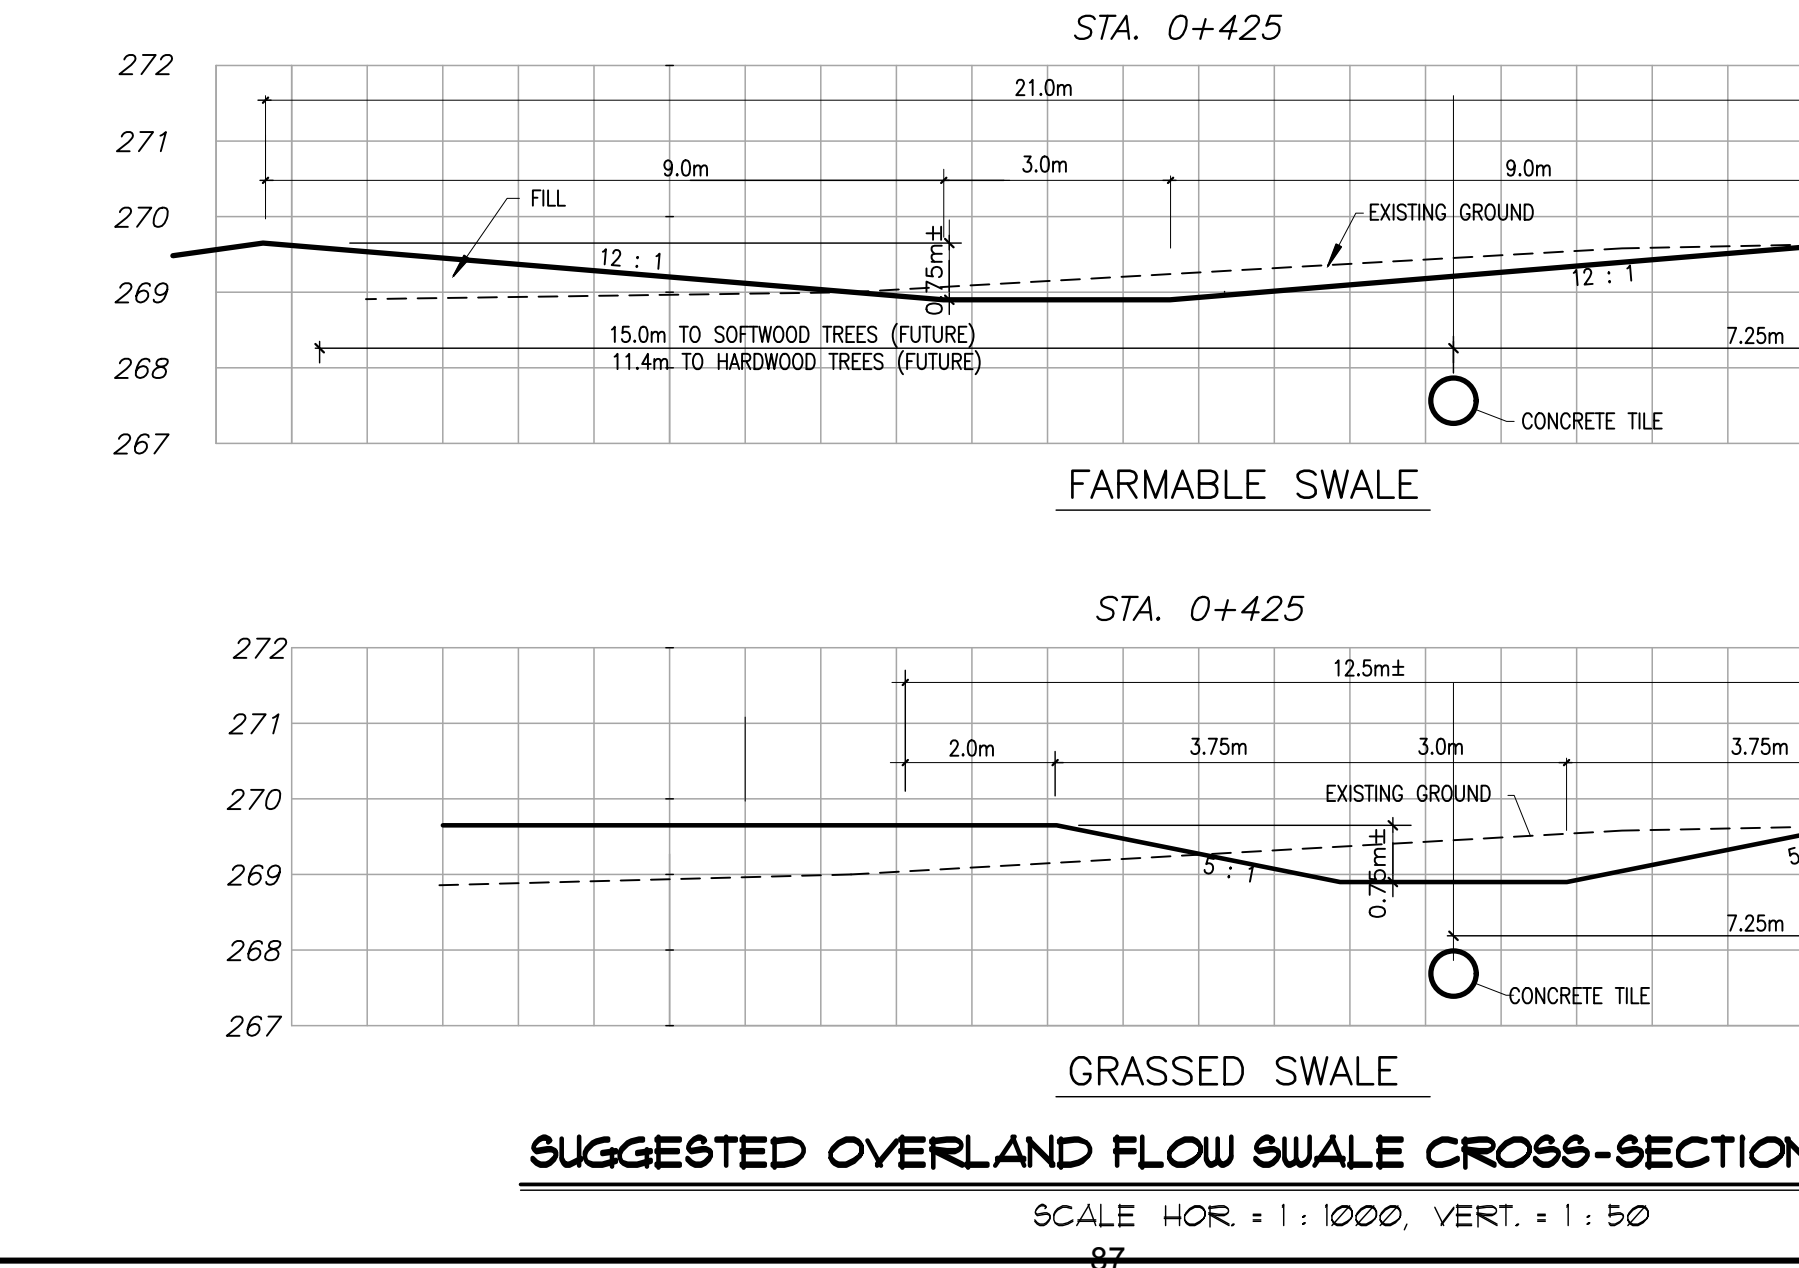 STA. 0+425
272
21.0m
271
9.0m
3.0m
9.0m
FILL
EXISTING GROUND
270
0.75m±
12 : 1
12 : 1
269
15.0m TO SOFTWOOD TREES (FUTURE)
7.25m
11.4m TO HARDWOOD TREES (FUTURE)
268
CONCRETE TILE
267
FARMABLE SWALE
STA. 0+425
272
12.5m±
271
2.0m
3.75m
3.0m
3.75m
EXISTING GROUND
270
0.75m±
5 : 1
5
269
7.25m
268
CONCRETE TILE
267
GRASSED SWALE
SUGGESTED OVERLAND FLOW SWALE CROSS-SECTION
SCALE HOR. = 1 : 1000, VERT. = 1 : 50
87